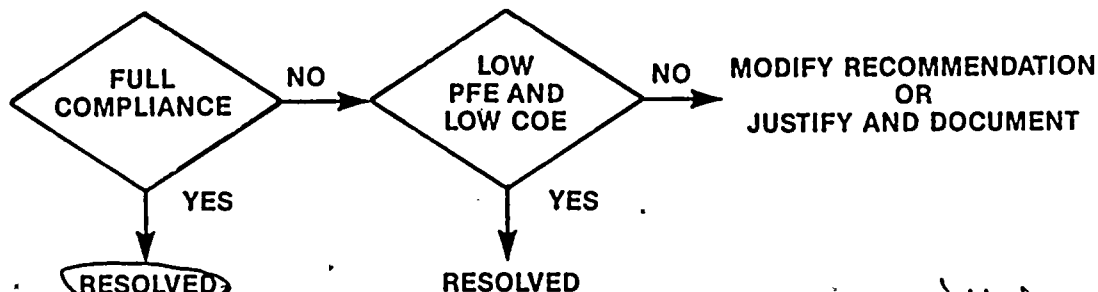 FULL
COMPLIANCE
NO
LOW
PFE AND
LOW COE
NO
MODIFY RECOMMENDATION
OR
JUSTIFY AND DOCUMENT
YES
YES
RESOLVED
RESOLVED